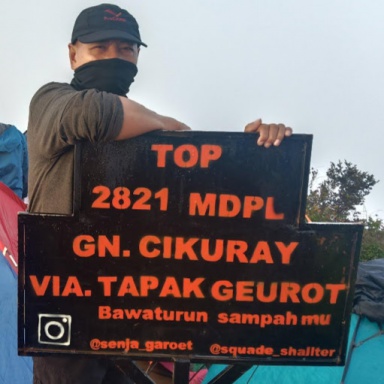 TOP
2821 MDPL
GN. CIKURAY
VIA. TAPAK GEUROT
Bawaturun sampah mu
@senja_garoet @squade_shallter